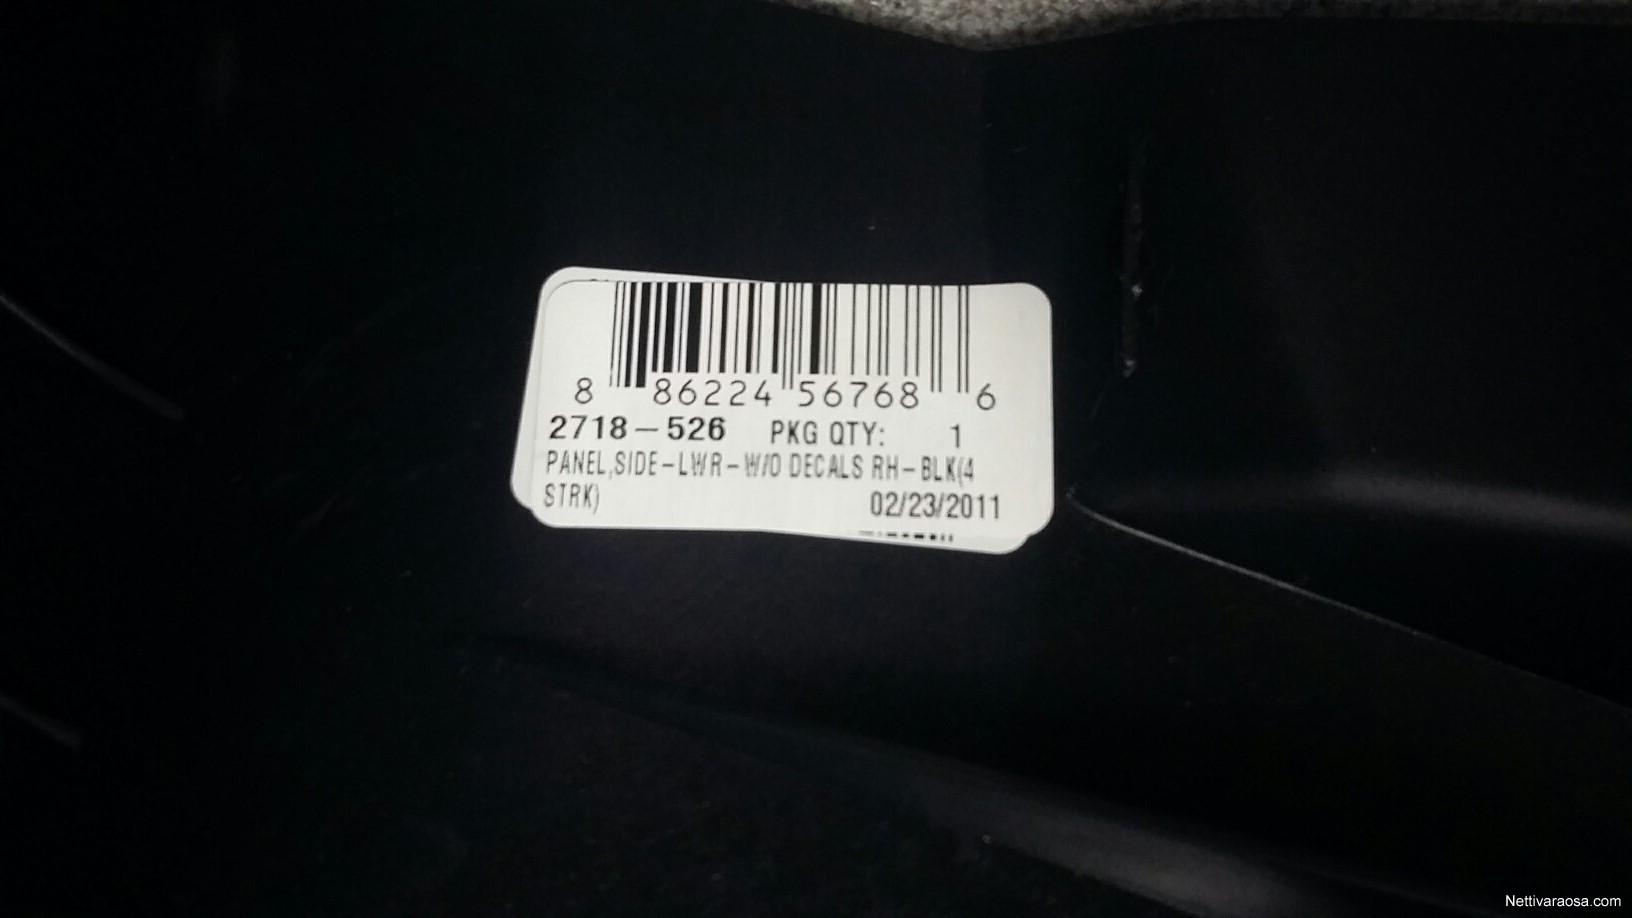 8 86224 56768 6
2718-526 PKG QTY: 1
PANEL,SIDE-LWR-W/O DECALS RH-BLK(4
STRK) 02/23/2011
Nettivaraosa.com